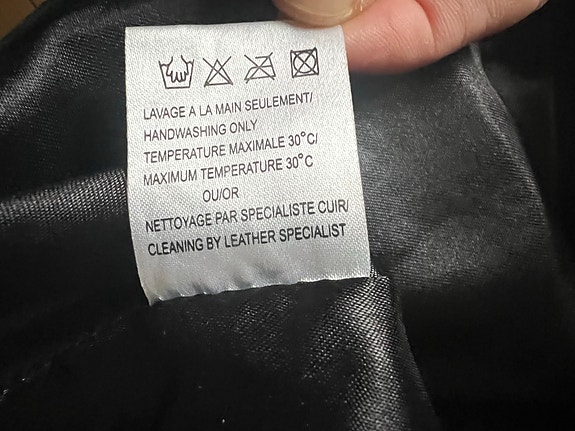 LAVAGE A LA MAIN SEULEMENT/
HANDWASHING ONLY
TEMPERATURE MAXIMALE 30°C/
MAXIMUM TEMPERATURE 30°C
OU/OR
NETTOYAGE PAR SPECIALISTE CUIR/
CLEANING BY LEATHER SPECIALIST